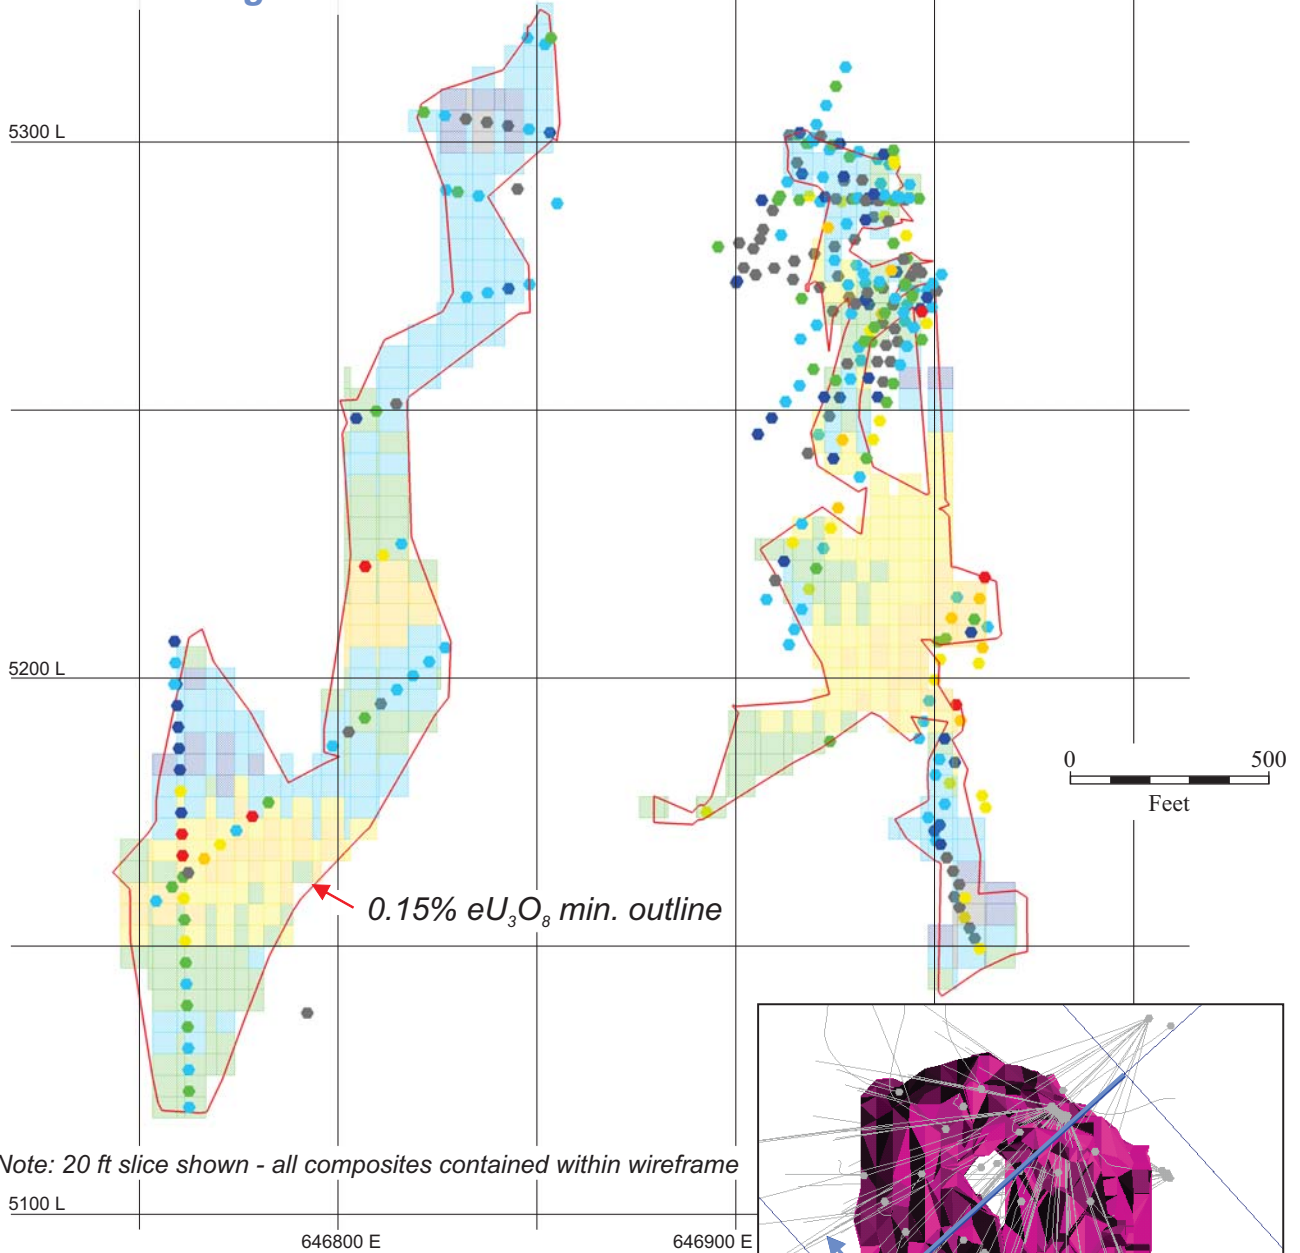 5300 L
5200 L
0 500
Feet
0.15% eU₃O₈ min. outline
Note: 20 ft slice shown - all composites contained within wireframe
5100 L
646800 E
646900 E